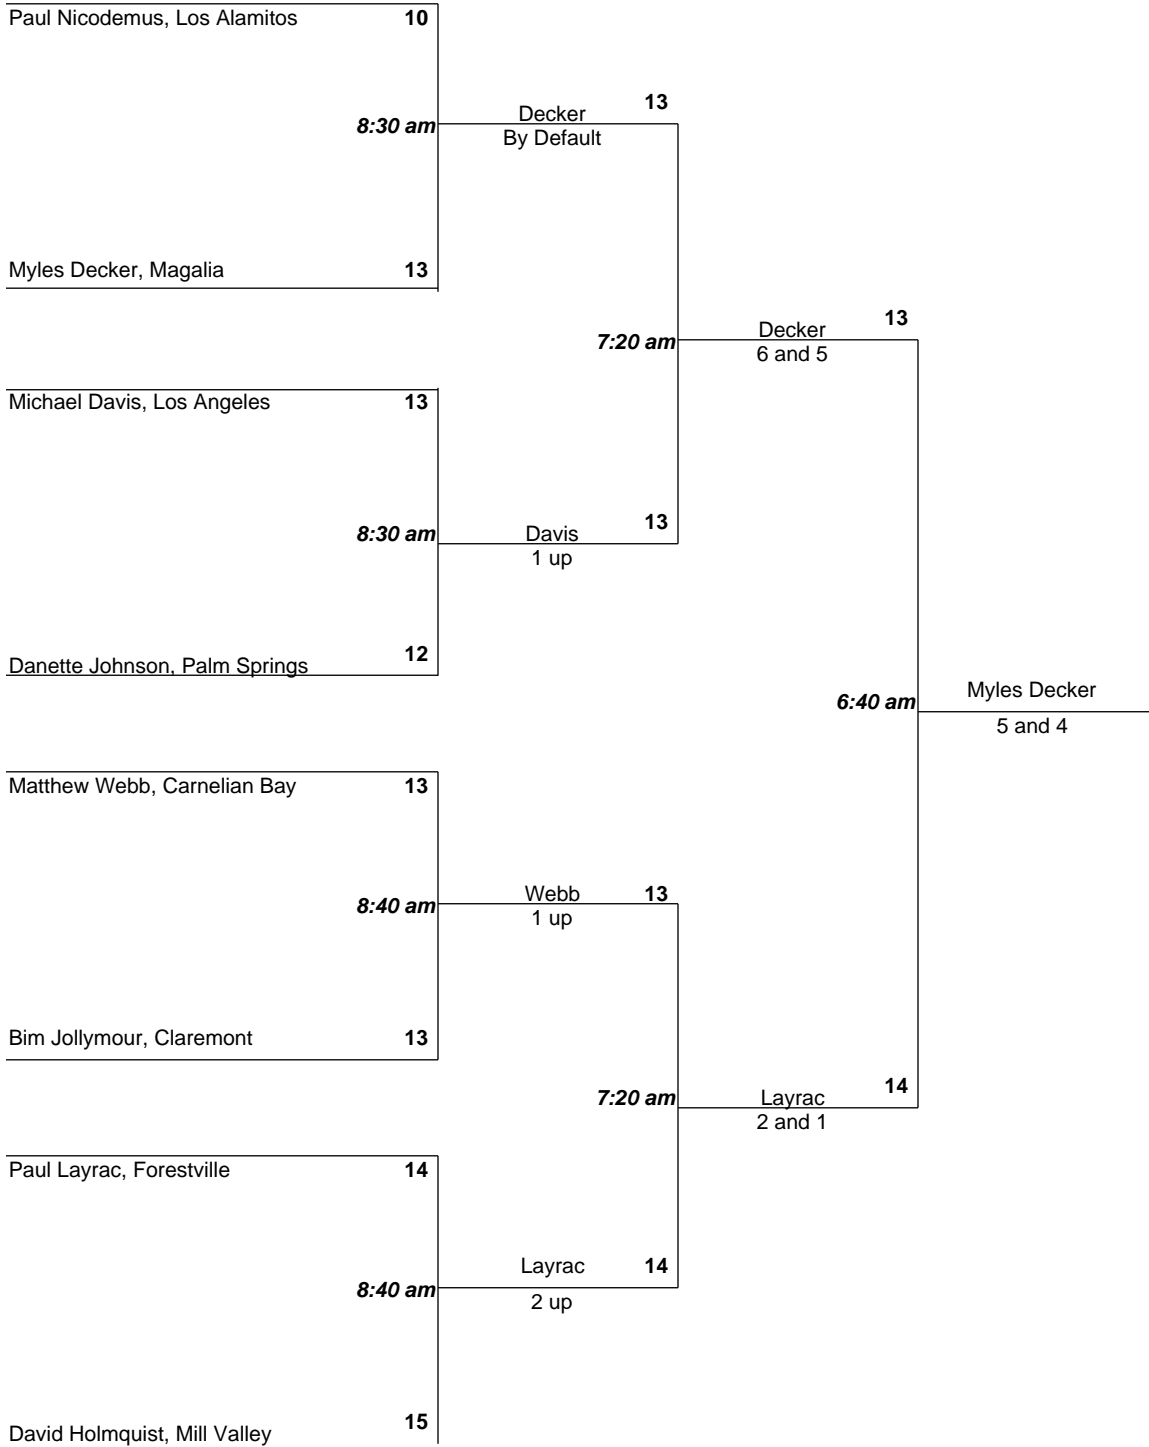 Paul Nicodemus, Los Alamitos 10
Decker 13
8:30 am
By Default
Myles Decker, Magalia 13
Decker 13
7:20 am
6 and 5
Michael Davis, Los Angeles 13
Davis 13
8:30 am
1 up
Danette Johnson, Palm Springs 12
Myles Decker
6:40 am
5 and 4
Matthew Webb, Carnelian Bay 13
Webb 13
8:40 am
1 up
Bim Jollymour, Claremont 13
Layrac 14
7:20 am
2 and 1
Paul Layrac, Forestville 14
Layrac 14
8:40 am
2 up
David Holmquist, Mill Valley 15